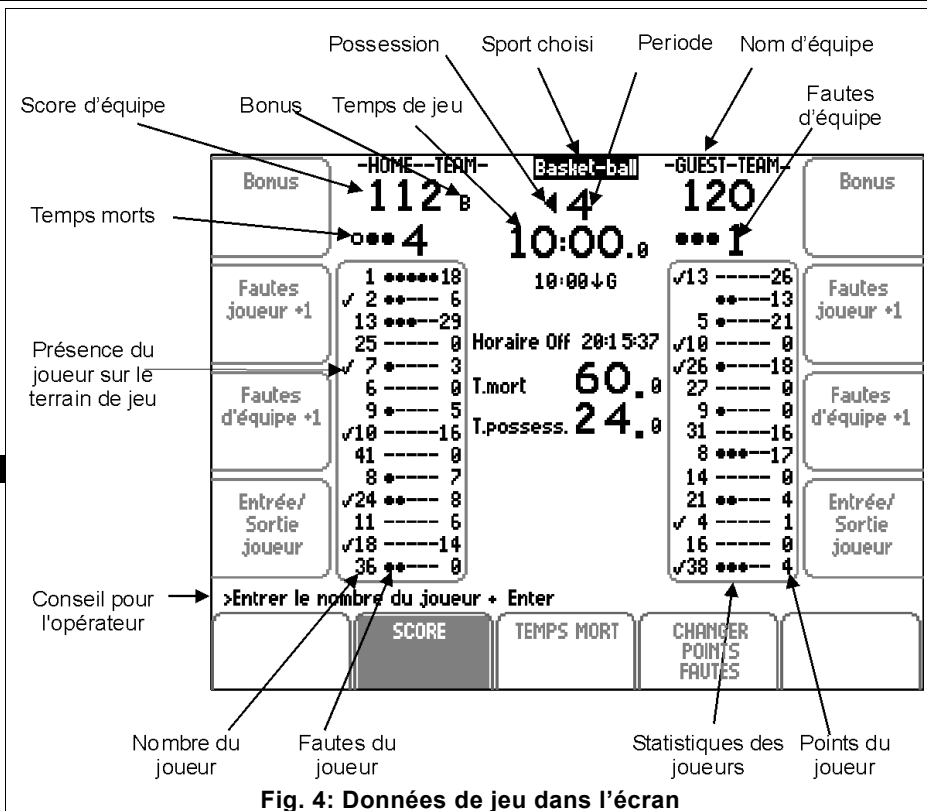 Possession Sport choisi Periode Nom d'équipe
Score d'équipe Bonus Temps de jeu Fautes
d'équipe
Bonus -HOME--TEAM- Basket-ball -GUEST-TEAM- Bonus
112 B 4 120
Temps morts 4 10:00.0 1
10:00↓G
Fautes
joueur +1
Fautes
joueur +1
1 ●●●●●18
✓ 2 ●●--- 6
13 ●●●--29
25 ----- 0
✓ 7 ●---- 3
6 ----- 0
9 ●---- 5
✓10 -----16
41 ----- 0
8 ●---- 7
✓24 ●●--- 8
11 ----- 6
✓18 -----14
36 ●●--- 0
Horaire Off 20:15:37
T.mort 60.0
T.possess. 24.0
✓13 -----26
●●---13
5 ●----21
✓10 ----- 0
✓26 ●----18
27 ----- 0
9 ●---- 0
31 -----16
8 ●●●--17
14 ----- 0
21 ●●--- 4
✓ 4 ----- 1
16 ----- 0
✓38 ●●●-- 4
Présence du
joueur sur le
terrain de jeu
Fautes
d'équipe +1
Fautes
d'équipe +1
Entrée/
Sortie
joueur
Entrée/
Sortie
joueur
Conseil pour
l'opérateur
>Entrer le nombre du joueur + Enter
SCORE TEMPS MORT CHANGER
POINTS
FAUTES
Nombre du
joueur
Fautes du
joueur
Statistiques des
joueurs
Points du
joueur
Fig. 4: Données de jeu dans l'écran